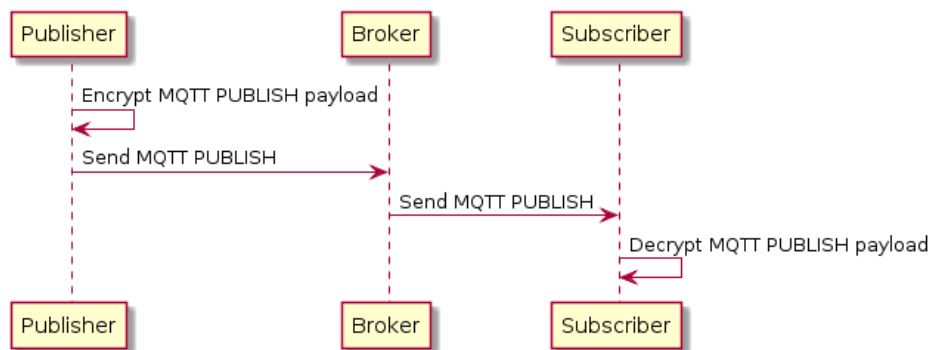 Publisher Broker Subscriber
Encrypt MQTT PUBLISH payload
Send MQTT PUBLISH
Send MQTT PUBLISH
Decrypt MQTT PUBLISH payload
Publisher Broker Subscriber